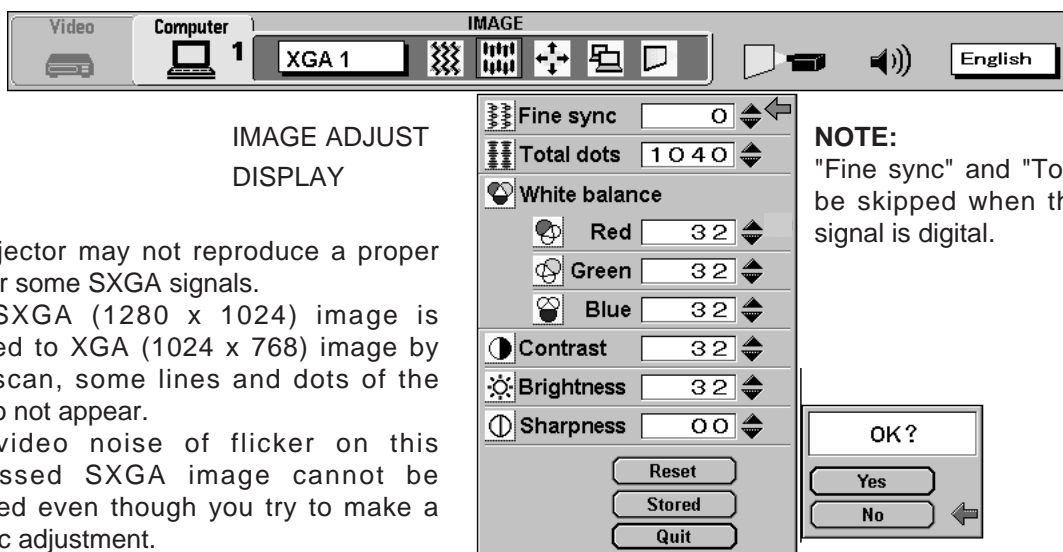 Video
Computer
IMAGE
1
XGA 1
English
IMAGE ADJUST
DISPLAY
jector may not reproduce a proper
r some SXGA signals.
SXGA (1280 x 1024) image is
ed to XGA (1024 x 768) image by
scan, some lines and dots of the
o not appear.
video noise of flicker on this
ssed SXGA image cannot be
ed even though you try to make a
c adjustment.
Fine sync 0
Total dots 1040
White balance
Red 32
Green 32
Blue 32
Contrast 32
Brightness 32
Sharpness 00
Reset
Stored
Quit
NOTE:
"Fine sync" and "To
be skipped when th
signal is digital.
OK?
Yes
No